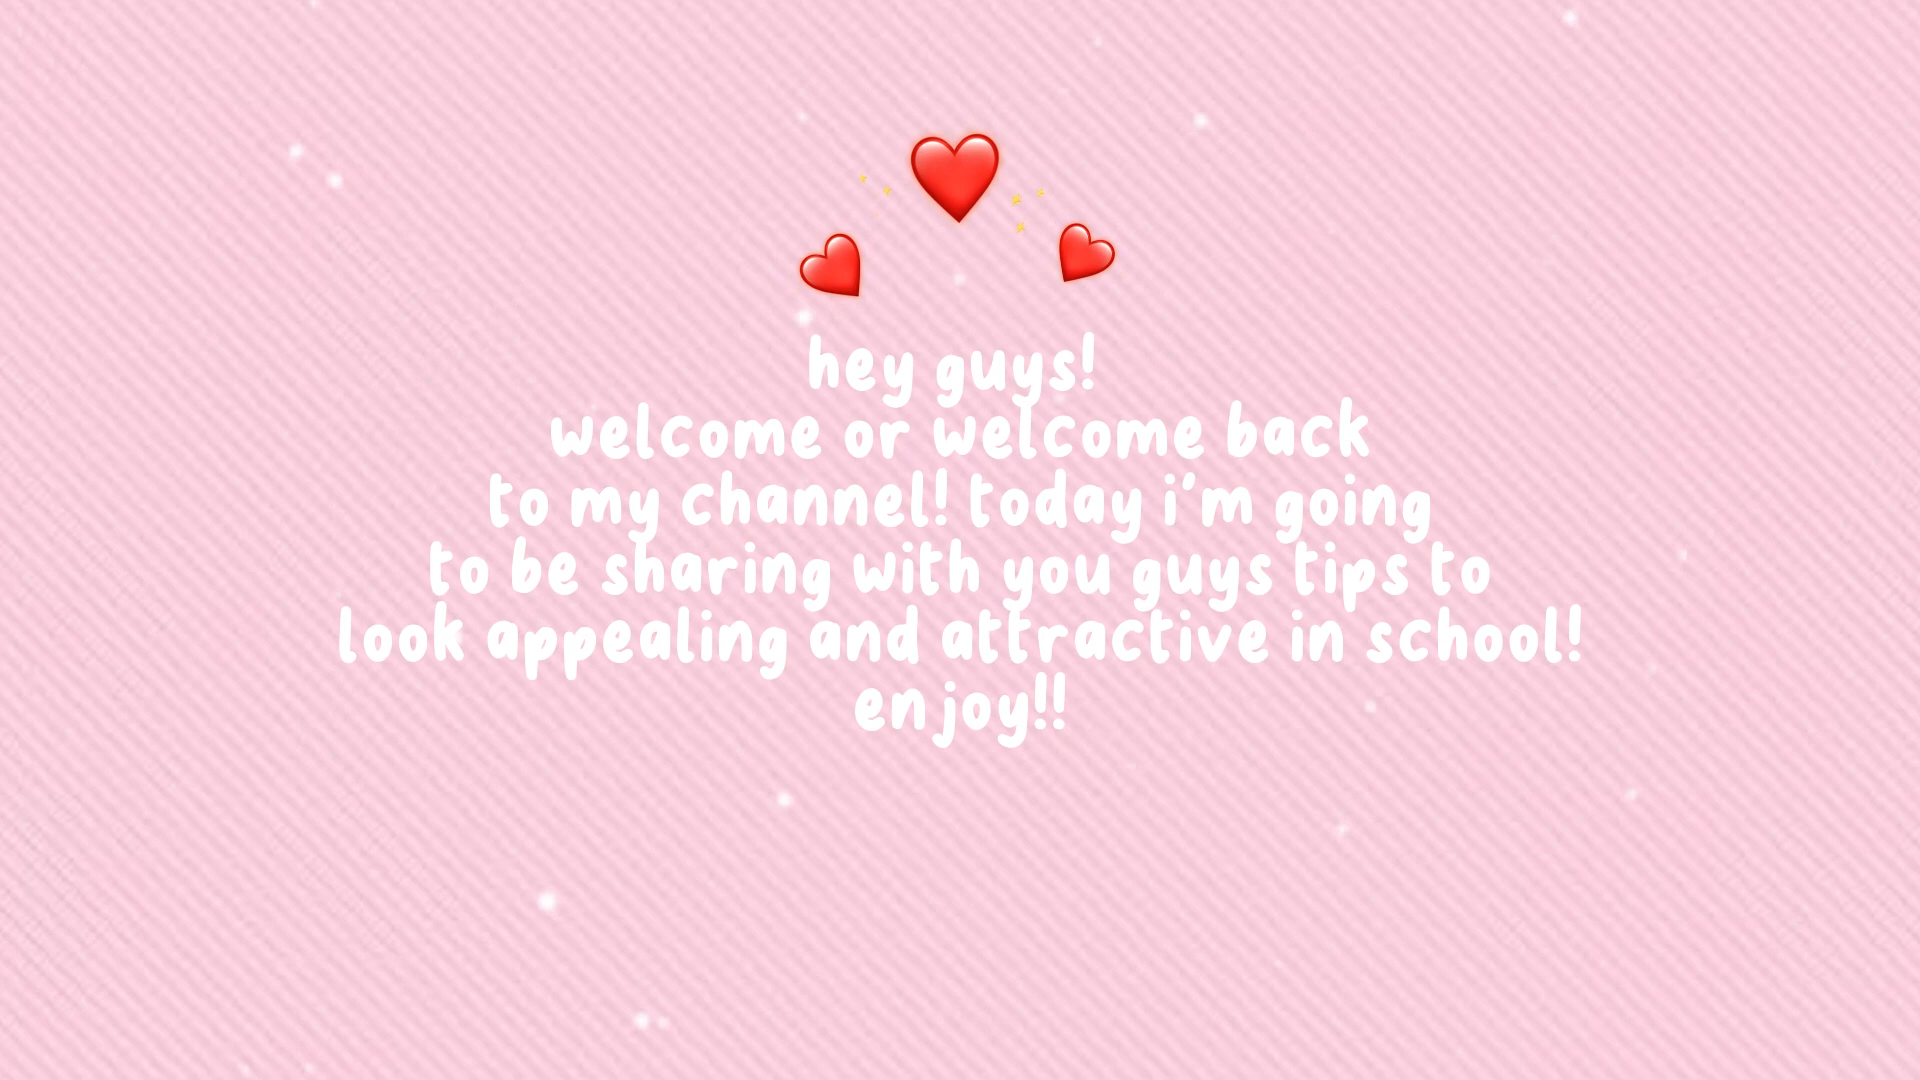 hey guys!
welcome or welcome back
to my channel! today i'm going
to be sharing with you guys tips to
look appealing and attractive in school!
enjoy!!